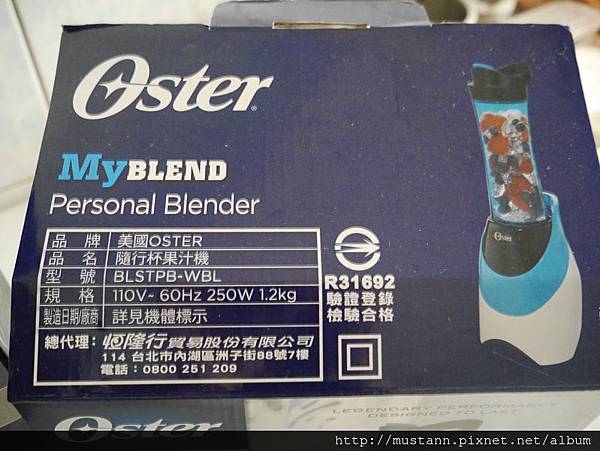 Oster®
MyBLEND
Personal Blender
品　牌 美國OSTER
品　名 隨行杯果汁機
型　號 BLSTPB-WBL
規　格 110V~ 60Hz 250W 1.2kg
製造日期/廠商 詳見機體標示
總代理：恆隆行貿易股份有限公司
114 台北市內湖區洲子街88號7樓
電話：0800 251 209
R31692
驗證登錄
檢驗合格
Oster
Oster
LEGENDARY PERFORMANCE
DESIGNED TO LAST
http://mustann.pixnet.net/album